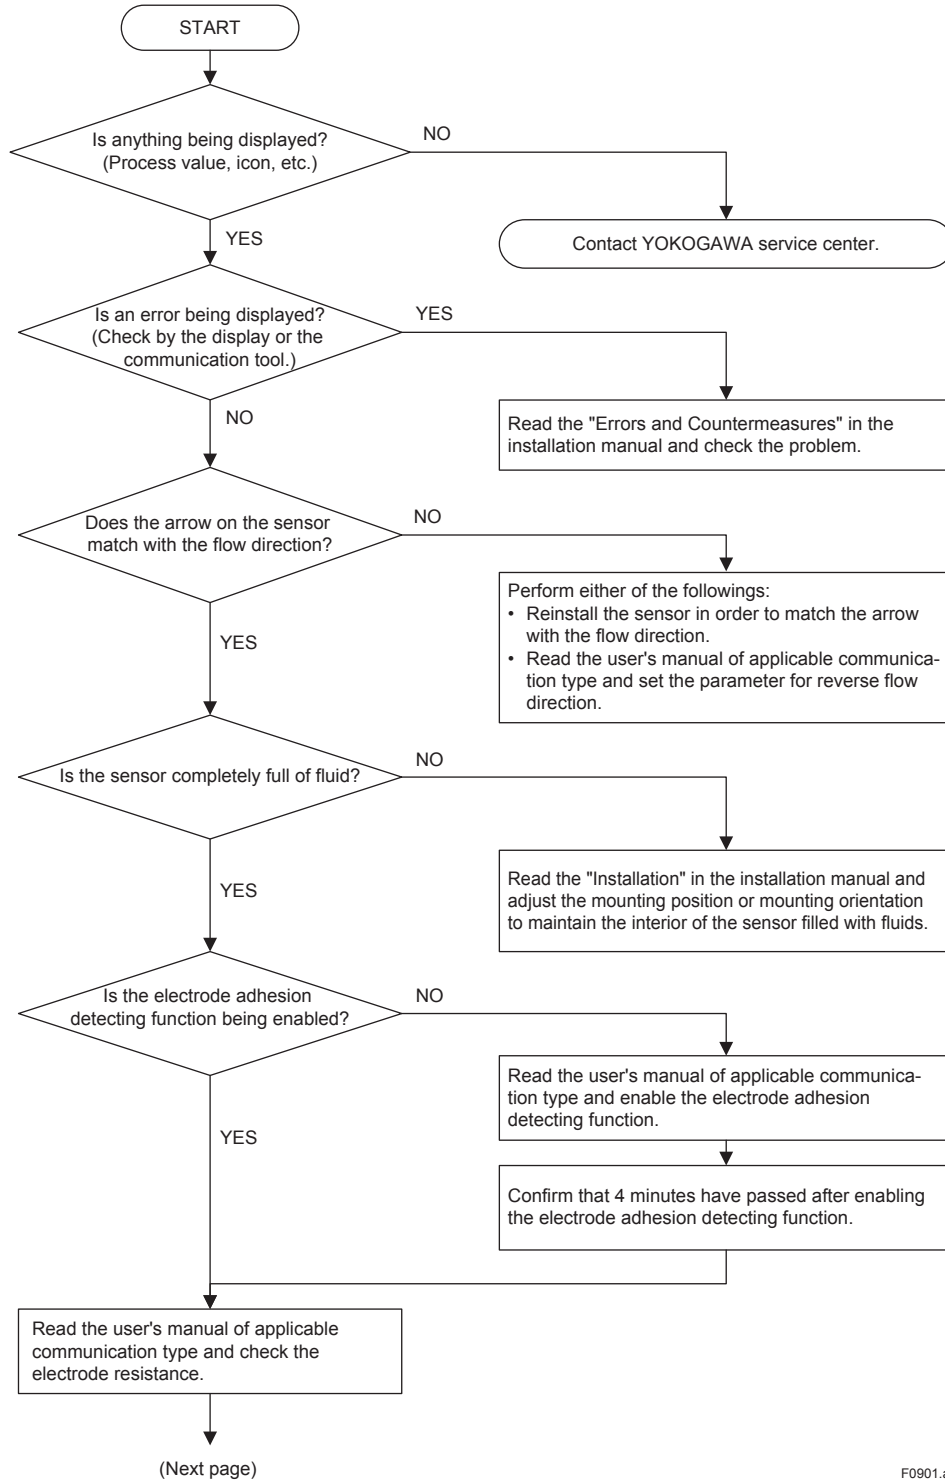 START
Is anything being displayed?
(Process value, icon, etc.)
NO
YES
Contact YOKOGAWA service center.
Is an error being displayed?
(Check by the display or the
communication tool.)
YES
NO
Read the "Errors and Countermeasures" in the
installation manual and check the problem.
Does the arrow on the sensor
match with the flow direction?
NO
YES
Perform either of the followings:
• Reinstall the sensor in order to match the arrow
with the flow direction.
• Read the user's manual of applicable communica-
tion type and set the parameter for reverse flow
direction.
Is the sensor completely full of fluid?
NO
YES
Read the "Installation" in the installation manual and
adjust the mounting position or mounting orientation
to maintain the interior of the sensor filled with fluids.
Is the electrode adhesion
detecting function being enabled?
NO
YES
Read the user's manual of applicable communica-
tion type and enable the electrode adhesion
detecting function.
Confirm that 4 minutes have passed after enabling
the electrode adhesion detecting function.
Read the user's manual of applicable
communication type and check the
electrode resistance.
(Next page)
F0901.a